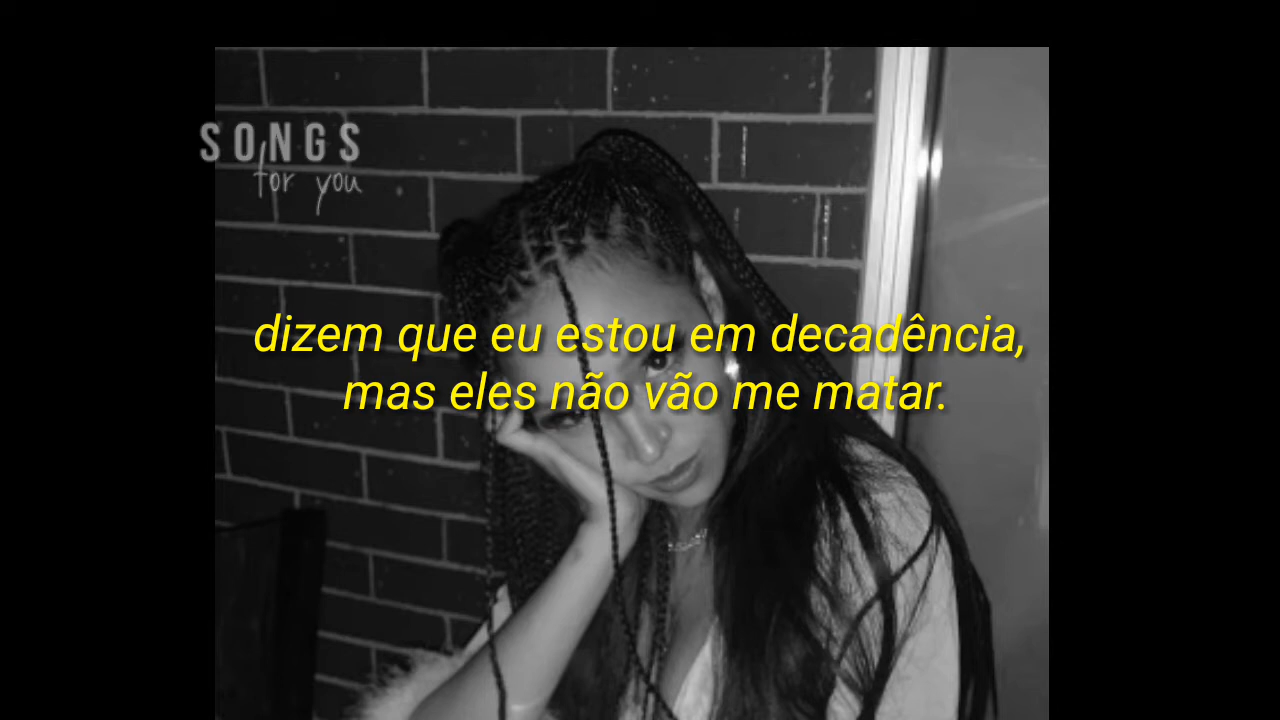 SONGS
for you
dizem que eu estou em decadência,
mas eles não vão me matar.